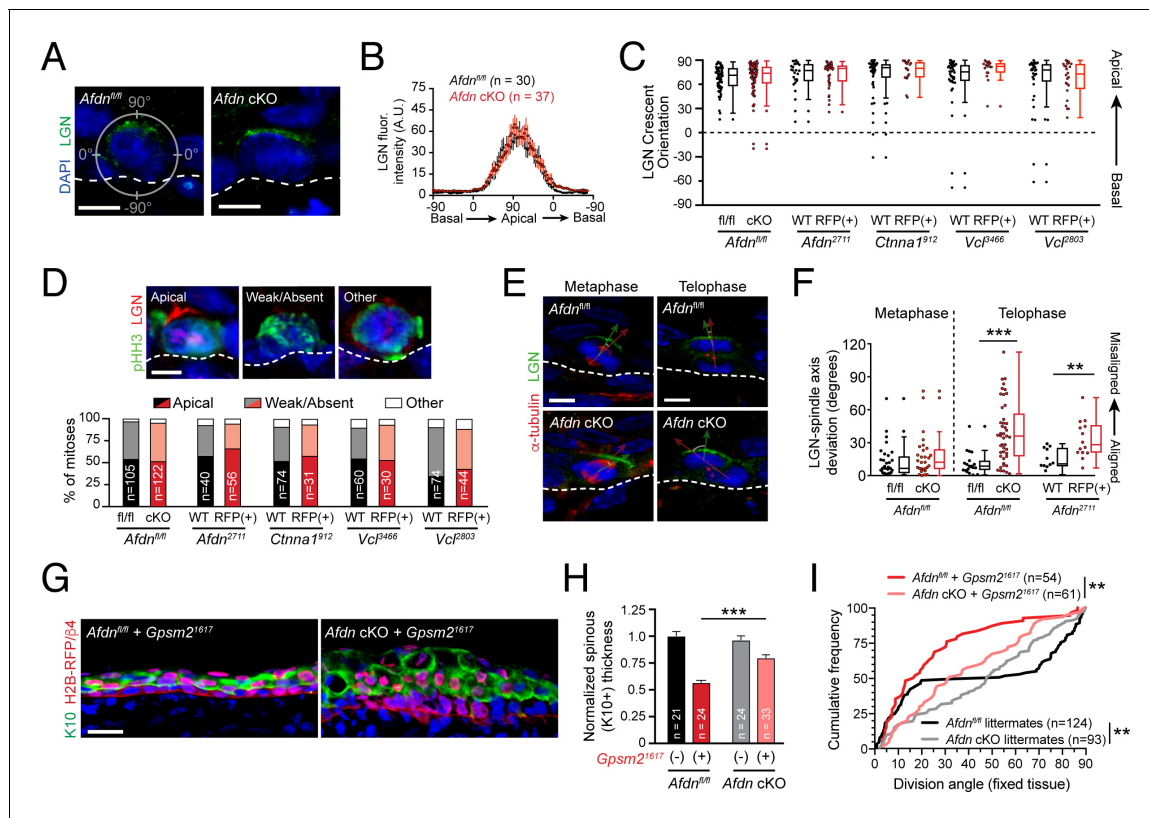 A
Afdn^fl/fl
90°
0°
0°
-90°
Afdn cKO
DAPI LGN
B
Afdn^fl/fl (n = 30)
Afdn cKO (n = 37)
LGN fluor. intensity (A.U.)
75
60
45
30
15
0
-90 0 90 0 -90
Basal Apical Basal
C
LGN Crescent Orientation
90
60
30
0
-30
-60
-90
Apical
Basal
fl/fl cKO WT RFP(+) WT RFP(+) WT RFP(+) WT RFP(+)
Afdn^fl/fl Afdn^2711 Ctnna1^912 Vcl^3466 Vcl^2803
D
pHH3 LGN
Apical
Weak/Absent
Other
Apical Weak/Absent Other
% of mitoses
100
75
50
25
0
n=105 n=122 n=40 n=56 n=74 n=31 n=60 n=30 n=74 n=44
fl/fl cKO WT RFP(+) WT RFP(+) WT RFP(+) WT RFP(+)
Afdn^fl/fl Afdn^2711 Ctnna1^912 Vcl^3466 Vcl^2803
E
Metaphase Telophase
α-tubulin LGN
Afdn^fl/fl Afdn^fl/fl
Afdn cKO Afdn cKO
F
Metaphase Telophase
*** **
LGN-spindle axis deviation (degrees)
120
90
60
30
0
Misaligned
Aligned
fl/fl cKO fl/fl cKO WT RFP(+)
Afdn^fl/fl Afdn^fl/fl Afdn^2711
G
K10 H2B-RFP/β4
Afdn^fl/fl + Gpsm2^1617
Afdn cKO + Gpsm2^1617
H
***
Normalized spinous (K10+) thickness
1.25
1.0
0.75
0.5
0.25
0
n = 21 n = 24 n = 24 n = 33
Gpsm2^1617 (-) (+) (-) (+)
Afdn^fl/fl Afdn cKO
I
Afdn^fl/fl + Gpsm2^1617 (n=54)
Afdn cKO + Gpsm2^1617 (n=61)
**
Cumulative frequency
100
75
50
25
0
Afdn^fl/fl littermates (n=124)
Afdn cKO littermates (n=93)
**
0 10 20 30 40 50 60 70 80 90
Division angle (fixed tissue)